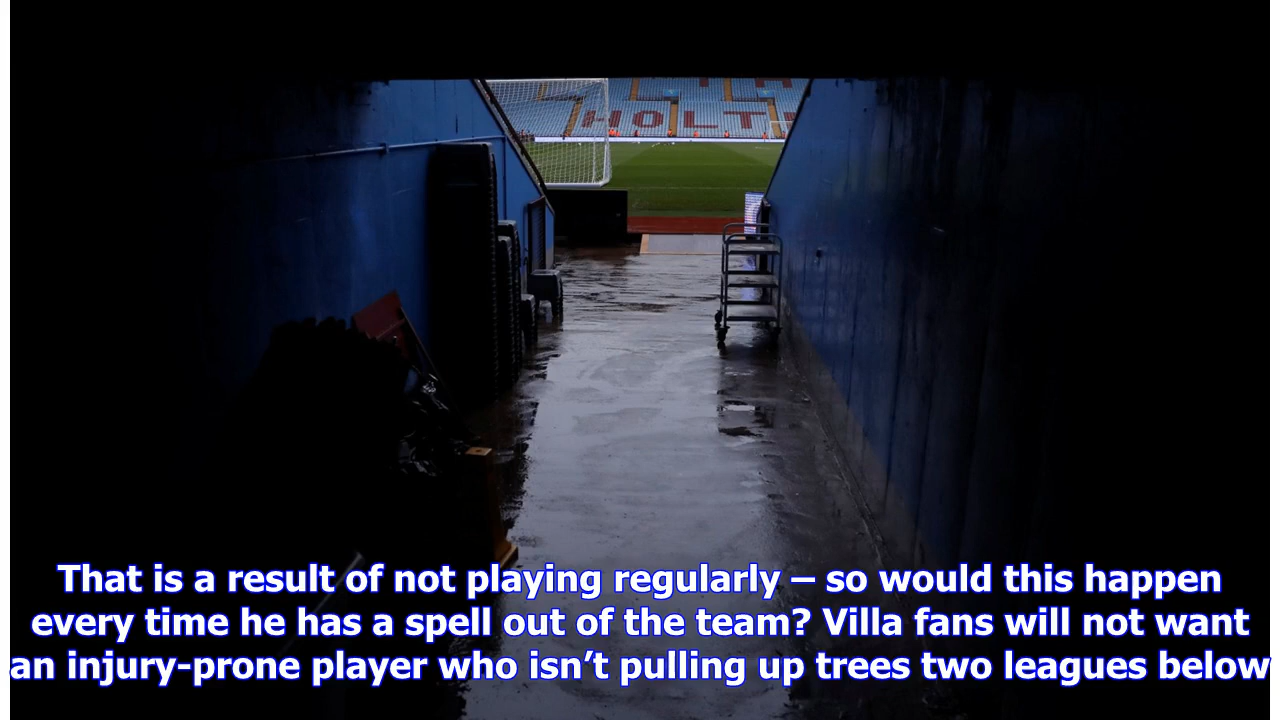 HOLT
That is a result of not playing regularly – so would this happen
every time he has a spell out of the team? Villa fans will not want
an injury-prone player who isn’t pulling up trees two leagues below